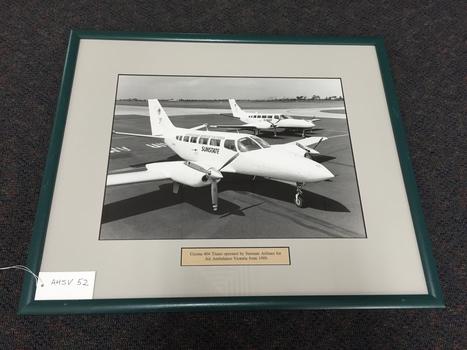 SUNSTATE
Cessna 404 Titans operated by Sunstate Airlines for
Air Ambulance Victoria from 1986.
AHSV 52